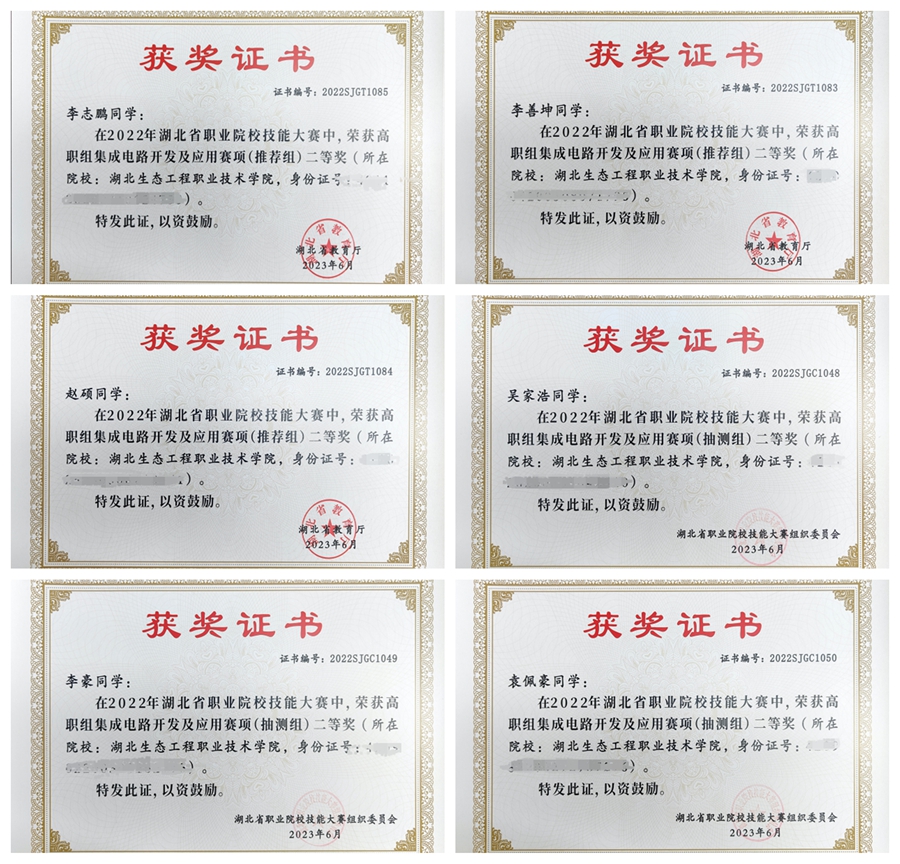 获奖证书
证书编号：2022SJGT1085
李志鹏同学：
在2022年湖北省职业院校技能大赛中，荣获高
职组集成电路开发及应用赛项(推荐组)二等奖（所在
院校：湖北生态工程职业技术学院，身份证号：
）。
特发此证，以资鼓励。
湖北省教育厅
2023年6月
获奖证书
证书编号：2022SJGT1083
李善坤同学：
在2022年湖北省职业院校技能大赛中，荣获高
职组集成电路开发及应用赛项(推荐组)二等奖（所在
院校：湖北生态工程职业技术学院，身份证号：
）。
特发此证，以资鼓励。
湖北省教育厅
2023年6月
获奖证书
证书编号：2022SJGT1084
赵硕同学：
在2022年湖北省职业院校技能大赛中，荣获高
职组集成电路开发及应用赛项(推荐组)二等奖（所在
院校：湖北生态工程职业技术学院，身份证号：
）。
特发此证，以资鼓励。
湖北省教育厅
2023年6月
获奖证书
证书编号：2022SJGC1048
吴家浩同学：
在2022年湖北省职业院校技能大赛中，荣获高
职组集成电路开发及应用赛项(抽测组)二等奖（所在
院校：湖北生态工程职业技术学院，身份证号：
）。
特发此证，以资鼓励。
湖北省职业院校技能大赛组织委员会
2023年6月
获奖证书
证书编号：2022SJGC1049
李豪同学：
在2022年湖北省职业院校技能大赛中，荣获高
职组集成电路开发及应用赛项(抽测组)二等奖（所在
院校：湖北生态工程职业技术学院，身份证号：
）。
特发此证，以资鼓励。
湖北省职业院校技能大赛组织委员会
2023年6月
获奖证书
证书编号：2022SJGC1050
袁佩豪同学：
在2022年湖北省职业院校技能大赛中，荣获高
职组集成电路开发及应用赛项(抽测组)二等奖（所在
院校：湖北生态工程职业技术学院，身份证号：
）。
特发此证，以资鼓励。
湖北省职业院校技能大赛组织委员会
2023年6月